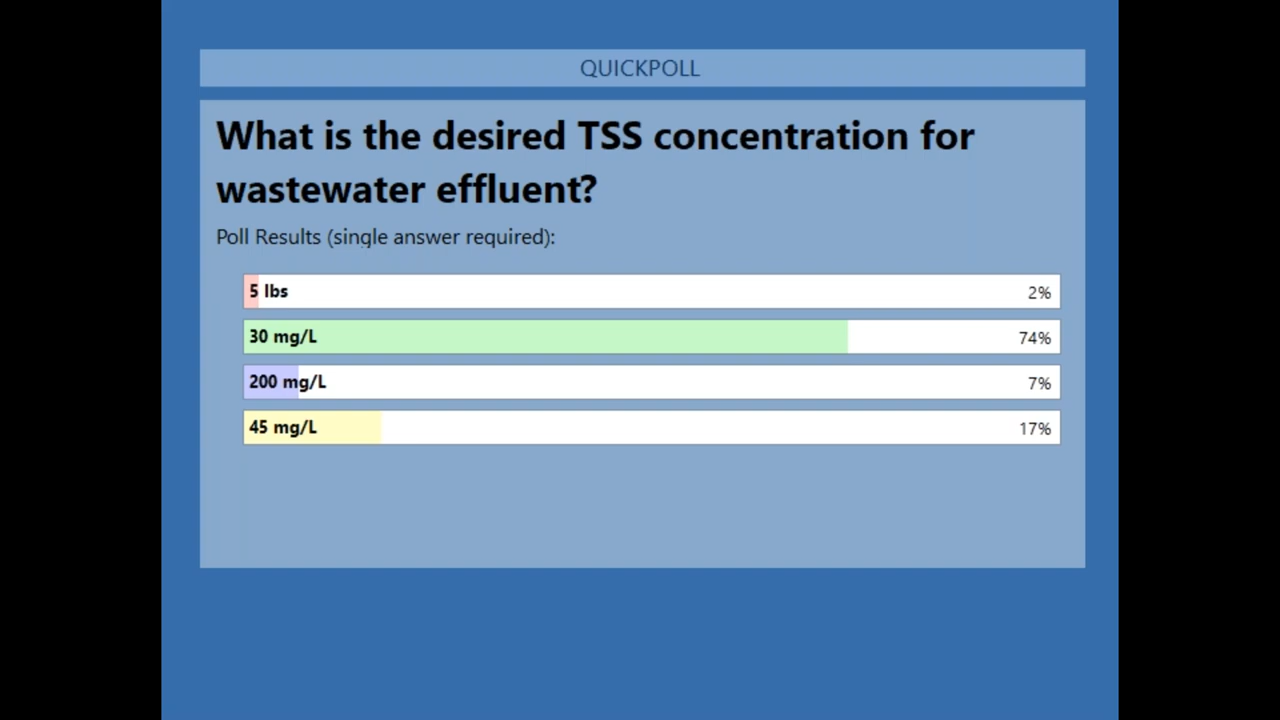 QUICKPOLL
What is the desired TSS concentration for
wastewater effluent?
Poll Results (single answer required):
5 lbs 2%
30 mg/L 74%
200 mg/L 7%
45 mg/L 17%